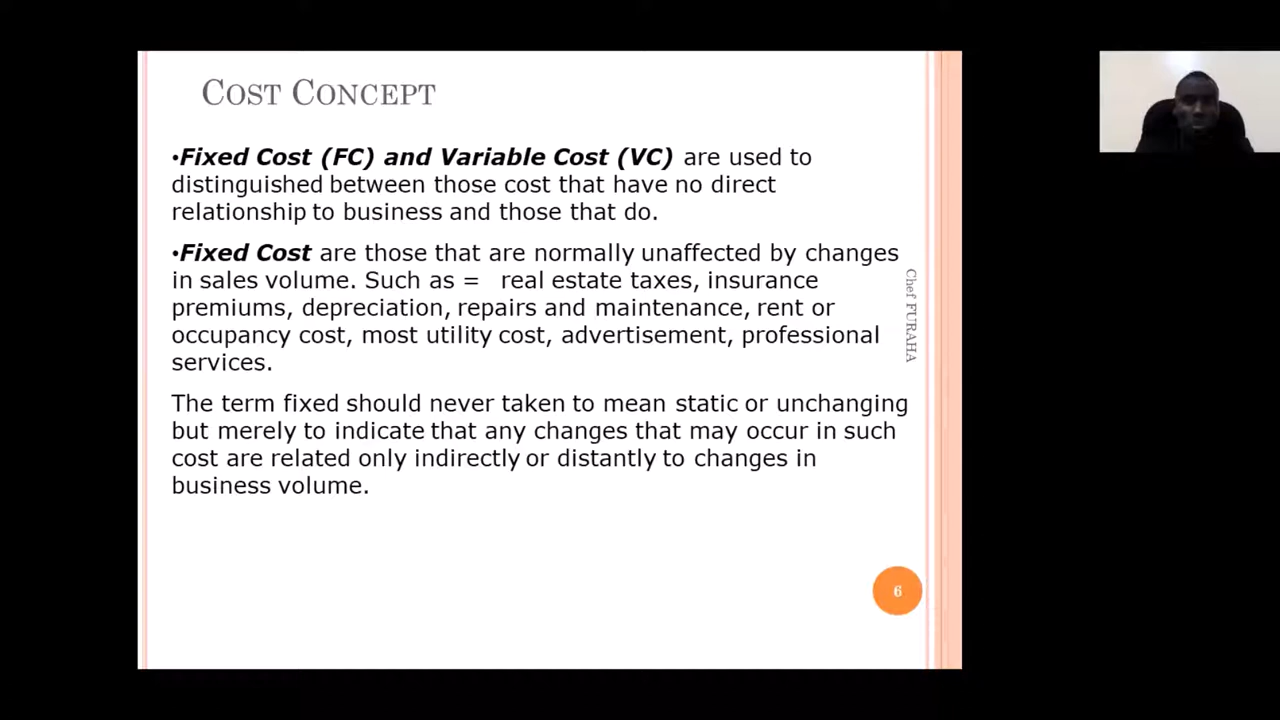 Cost Concept
•Fixed Cost (FC) and Variable Cost (VC) are used to
distinguished between those cost that have no direct
relationship to business and those that do.
•Fixed Cost are those that are normally unaffected by changes
in sales volume. Such as = real estate taxes, insurance
premiums, depreciation, repairs and maintenance, rent or
occupancy cost, most utility cost, advertisement, professional
services.
The term fixed should never taken to mean static or unchanging
but merely to indicate that any changes that may occur in such
cost are related only indirectly or distantly to changes in
business volume.
Chef FURAHA
6